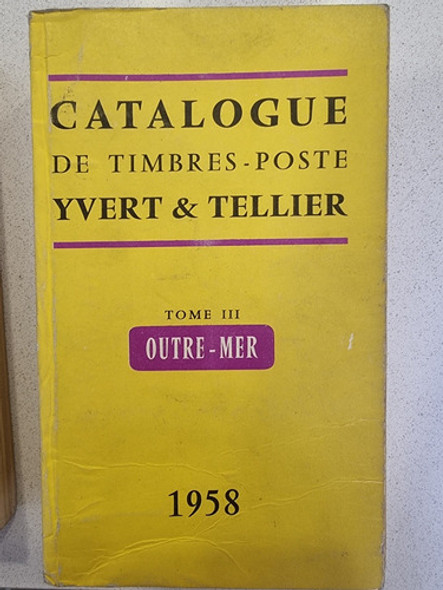 CATALOGUE
DE TIMBRES-POSTE
YVERT & TELLIER
TOME III
OUTRE-MER
1958